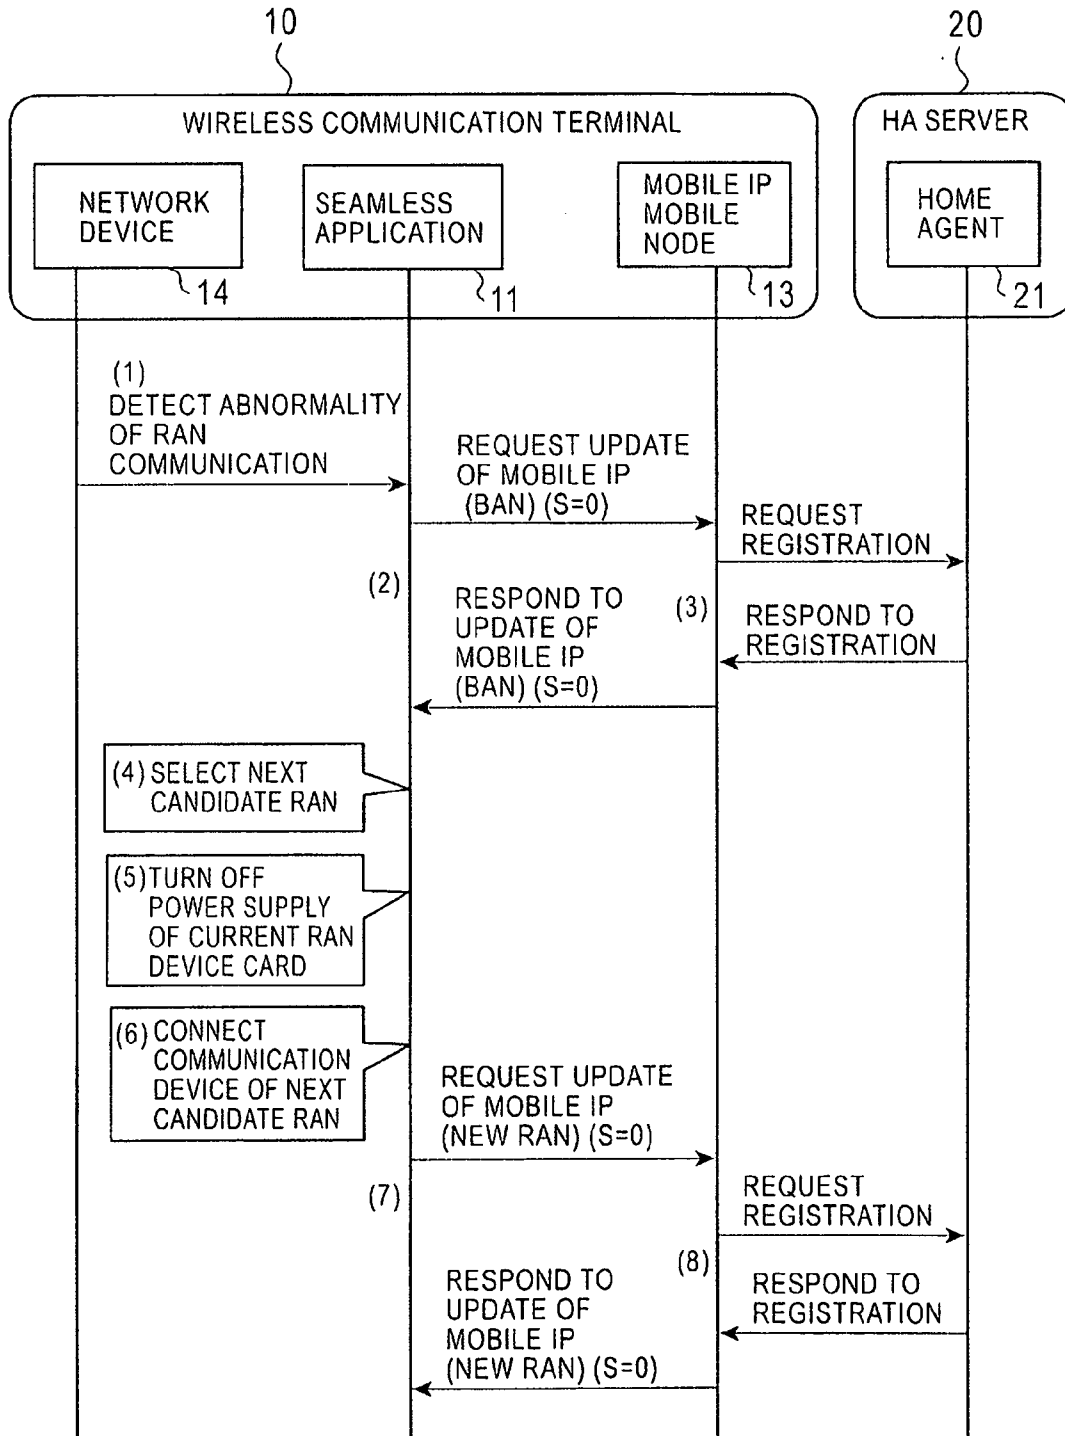 10
20
WIRELESS COMMUNICATION TERMINAL
HA SERVER
NETWORK
DEVICE
14
SEAMLESS
APPLICATION
11
MOBILE IP
MOBILE
NODE
13
HOME
AGENT
21
(1)
DETECT ABNORMALITY
OF RAN
COMMUNICATION
REQUEST UPDATE
OF MOBILE IP
(BAN) (S=0)
REQUEST
REGISTRATION
(2)
(3)
RESPOND TO
REGISTRATION
RESPOND TO
UPDATE OF
MOBILE IP
(BAN) (S=0)
(4) SELECT NEXT
CANDIDATE RAN
(5) TURN OFF
POWER SUPPLY
OF CURRENT RAN
DEVICE CARD
(6) CONNECT
COMMUNICATION
DEVICE OF NEXT
CANDIDATE RAN
REQUEST UPDATE
OF MOBILE IP
(NEW RAN) (S=0)
(7)
REQUEST
REGISTRATION
(8)
RESPOND TO
REGISTRATION
RESPOND TO
UPDATE OF
MOBILE IP
(NEW RAN) (S=0)